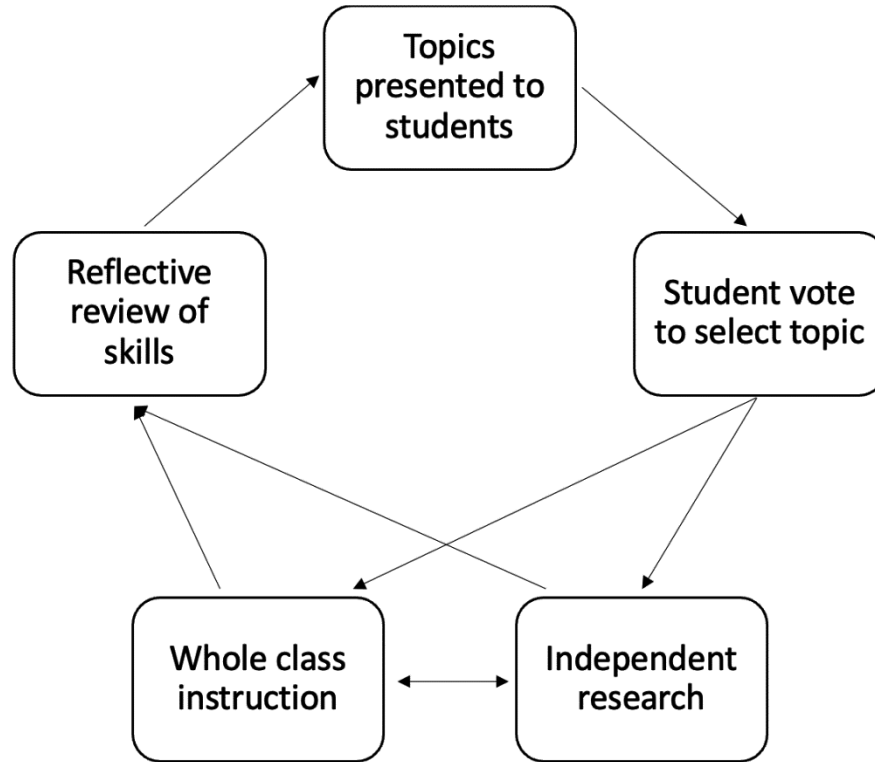 Topics
presented to
students
Reflective
review of
skills
Student vote
to select topic
Whole class
instruction
Independent
research